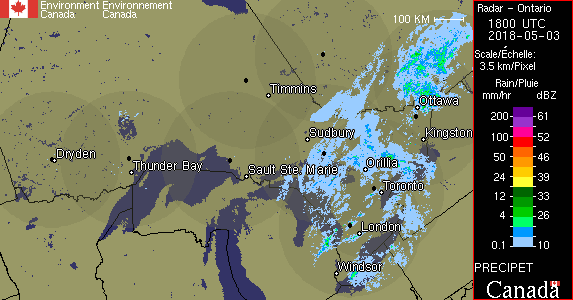 Environment Environnement
Canada Canada
100 KM
Timmins
Ottawa
Sudbury
Kingston
Dryden
Thunder Bay
Sault Ste. Marie
Orillia
Toronto
London
Windsor
Radar - Ontario
1800 UTC
2018-05-03
Scale/Échelle:
3.5 km/Pixel
Rain/Pluie
mm/hr dBZ
200 61
100 52
50 46
24 39
12 33
4 26
0.1 10
PRECIPET
Canada